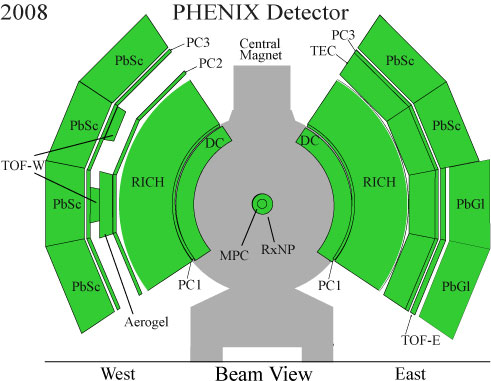 2008
PHENIX Detector
PC3
PC2
Central
Magnet
TEC
PC3
PbSc
PbSc
PbSc
PbSc
TOF-W
RICH
DC
DC
RICH
PbSc
PbSc
PbGl
PbGl
MPC
RxNP
PC1
PC1
Aerogel
TOF-E
West
Beam View
East